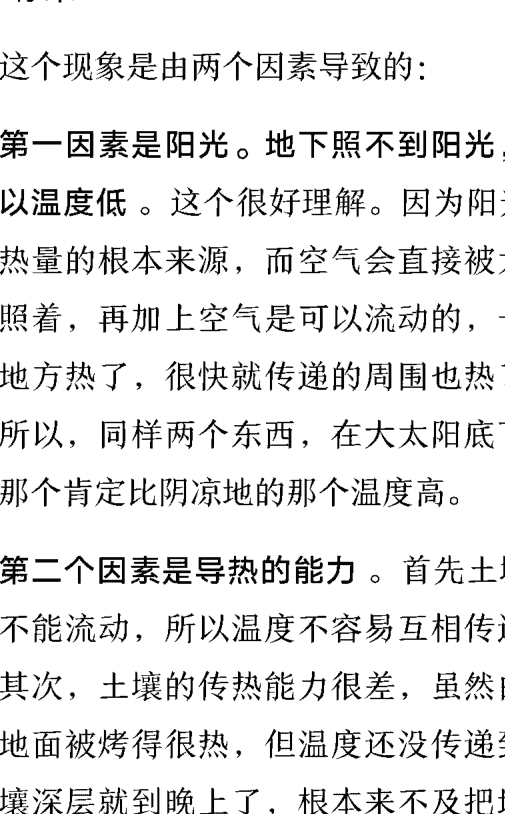 这个现象是由两个因素导致的：
第一因素是阳光。地下照不到阳光，
以温度低 。这个很好理解。因为阳
热量的根本来源，而空气会直接被
照着，再加上空气是可以流动的，
地方热了，很快就传递的周围也热
所以，同样两个东西，在大太阳底
那个肯定比阴凉地的那个温度高。
第二个因素是导热的能力 。首先土
不能流动，所以温度不容易互相传
其次，土壤的传热能力很差，虽然
地面被烤得很热，但温度还没传递
壤深层就到晚上了，根本来不及把